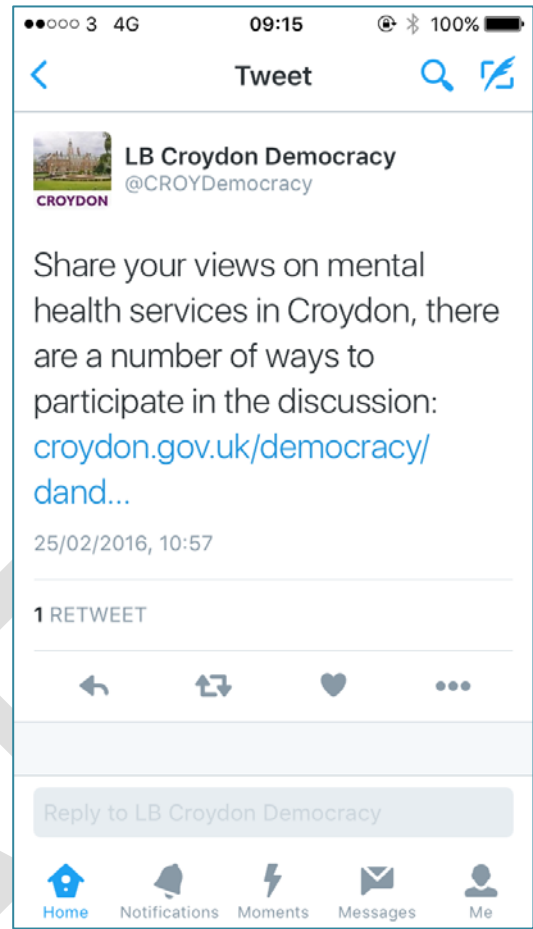 3 4G 09:15 100%
Tweet
LB Croydon Democracy
@CROYDemocracy
CROYDON
Share your views on mental
health services in Croydon, there
are a number of ways to
participate in the discussion:
croydon.gov.uk/democracy/
dand...
25/02/2016, 10:57
1 RETWEET
Reply to LB Croydon Democracy
Home Notifications Moments Messages Me